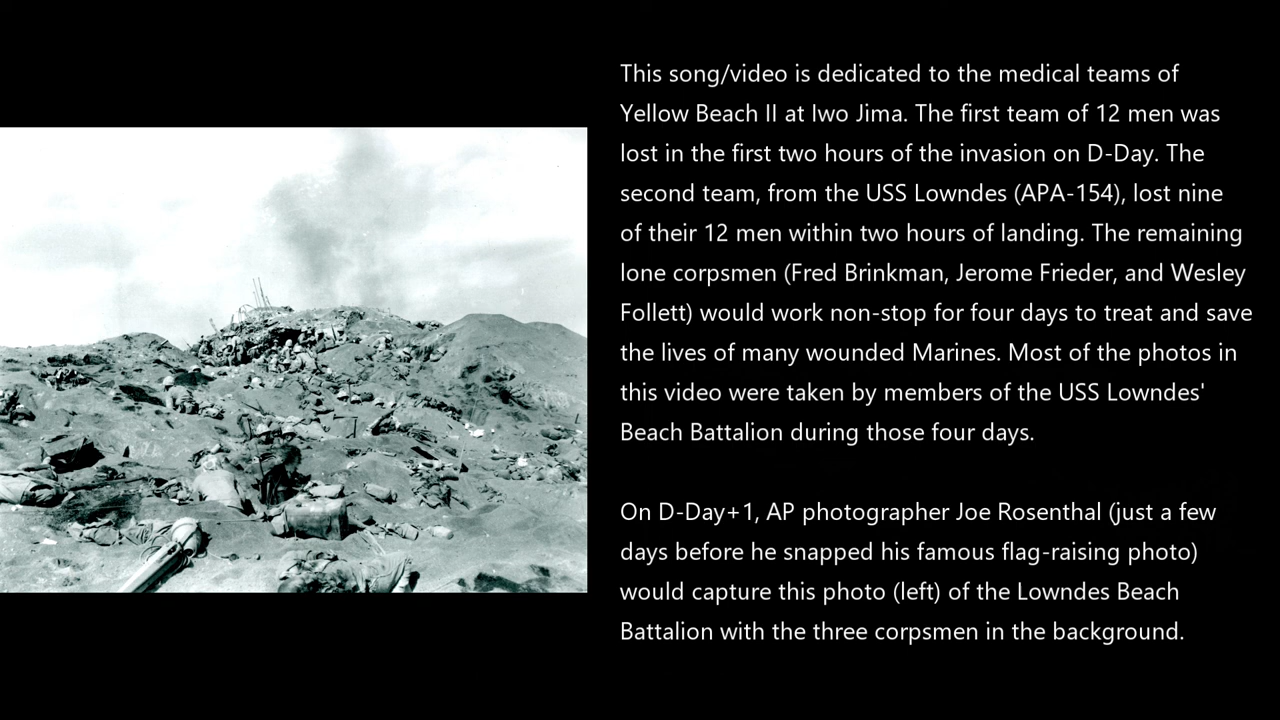 This song/video is dedicated to the medical teams of
Yellow Beach II at Iwo Jima. The first team of 12 men was
lost in the first two hours of the invasion on D-Day. The
second team, from the USS Lowndes (APA-154), lost nine
of their 12 men within two hours of landing. The remaining
lone corpsmen (Fred Brinkman, Jerome Frieder, and Wesley
Follett) would work non-stop for four days to treat and save
the lives of many wounded Marines. Most of the photos in
this video were taken by members of the USS Lowndes'
Beach Battalion during those four days.
On D-Day+1, AP photographer Joe Rosenthal (just a few
days before he snapped his famous flag-raising photo)
would capture this photo (left) of the Lowndes Beach
Battalion with the three corpsmen in the background.